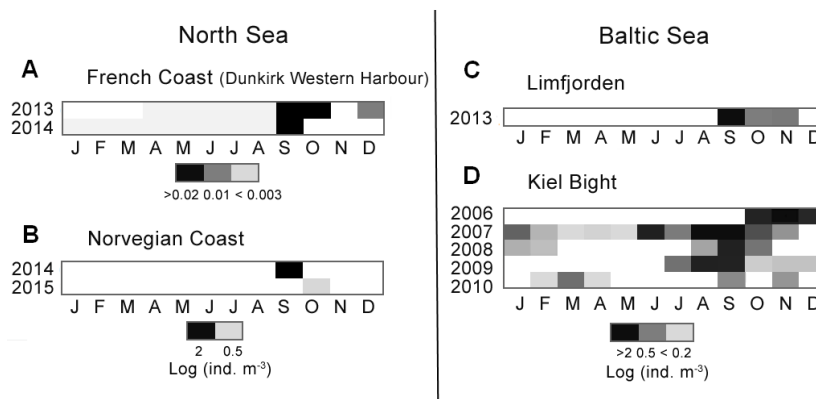 North Sea
A
French Coast (Dunkirk Western Harbour)
2013
2014
J F M A M J J A S O N D
>0.02 0.01 < 0.003
B
Norvegian Coast
2014
2015
J F M A M J J A S O N D
2 0.5
Log (ind. m-3)
Baltic Sea
C
Limfjorden
2013
J F M A M J J A S O N D
D
Kiel Bight
2006
2007
2008
2009
2010
J F M A M J J A S O N D
>2 0.5 < 0.2
Log (ind. m-3)